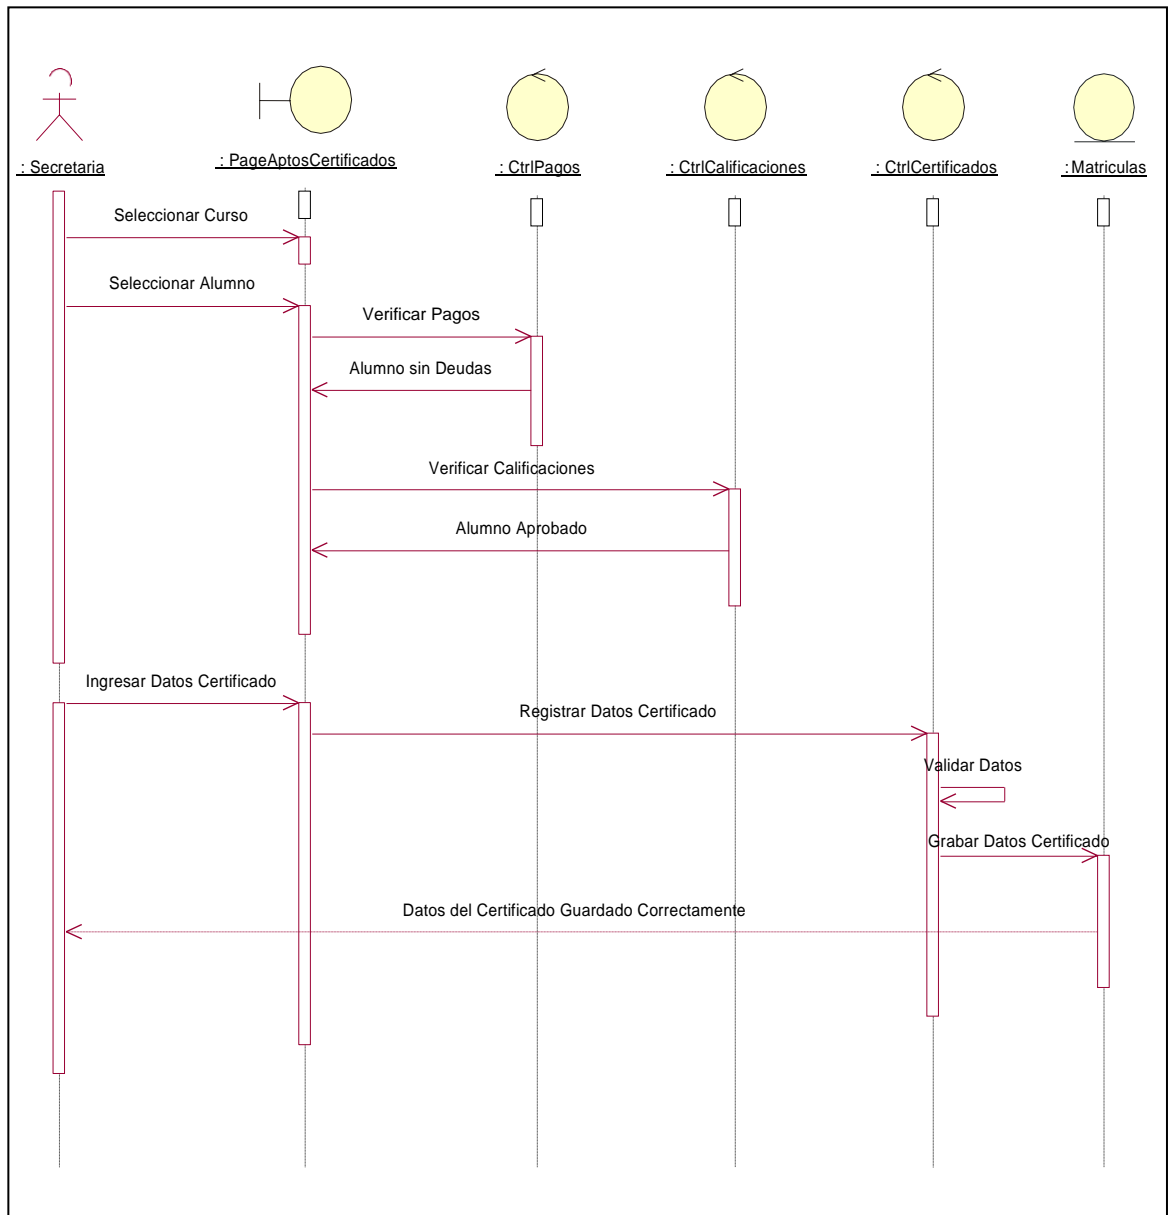 : Secretaria
: PageAptosCertificados
: CtrlPagos
: CtrlCalificaciones
: CtrlCertificados
: Matriculas
Seleccionar Curso
Seleccionar Alumno
Verificar Pagos
Alumno sin Deudas
Verificar Calificaciones
Alumno Aprobado
Ingresar Datos Certificado
Registrar Datos Certificado
Validar Datos
Grabar Datos Certificado
Datos del Certificado Guardado Correctamente